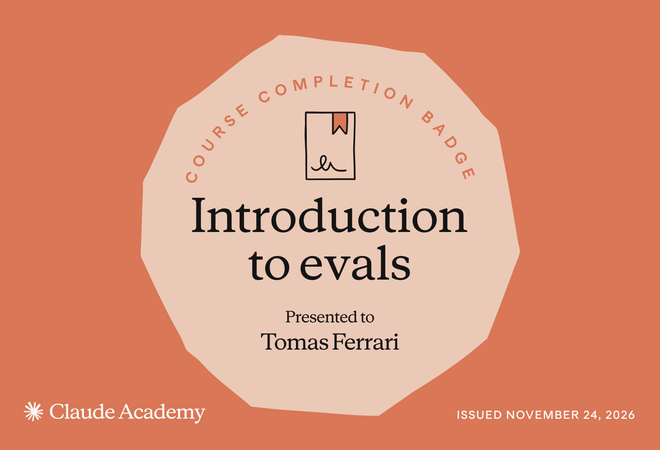 COURSE COMPLETION BADGE
Introduction
to evals
Presented to
Tomas Ferrari
Claude Academy
ISSUED NOVEMBER 24, 2026